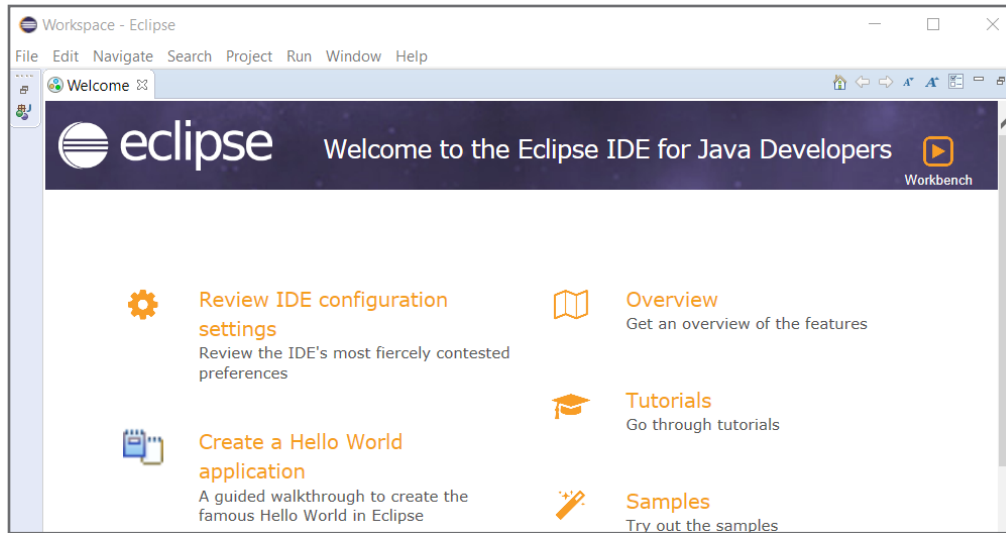 Workspace - Eclipse
File Edit Navigate Search Project Run Window Help
Welcome
eclipse Welcome to the Eclipse IDE for Java Developers
Workbench
Review IDE configuration
settings
Review the IDE's most fiercely contested
preferences
Create a Hello World
application
A guided walkthrough to create the
famous Hello World in Eclipse
Overview
Get an overview of the features
Tutorials
Go through tutorials
Samples
Try out the samples